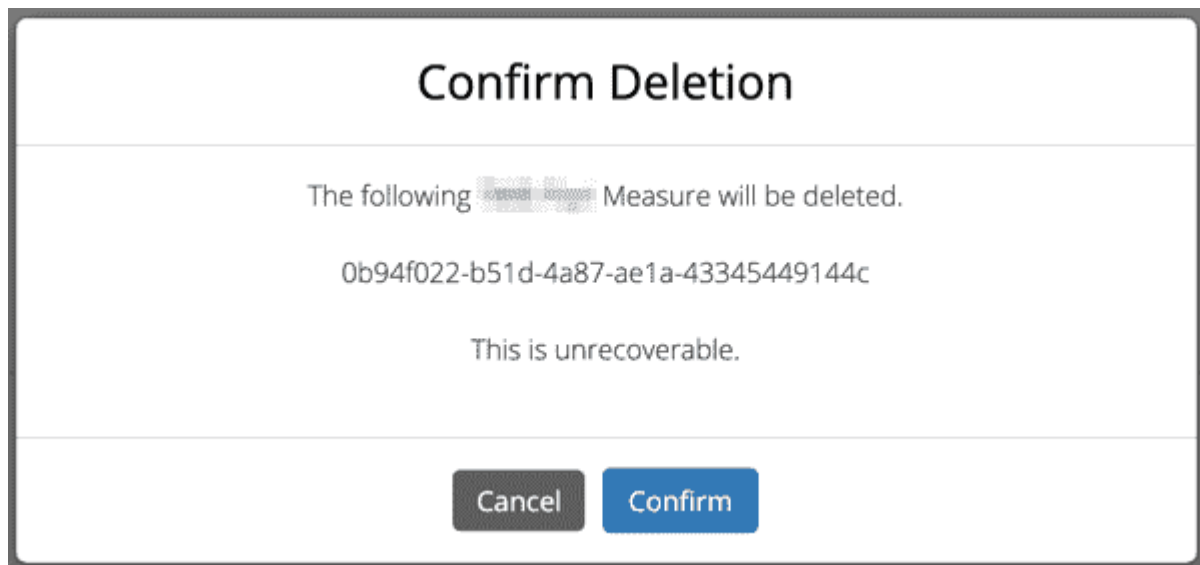 Confirm Deletion
The following Measure will be deleted.
0b94f022-b51d-4a87-ae1a-43345449144c
This is unrecoverable.
Cancel
Confirm